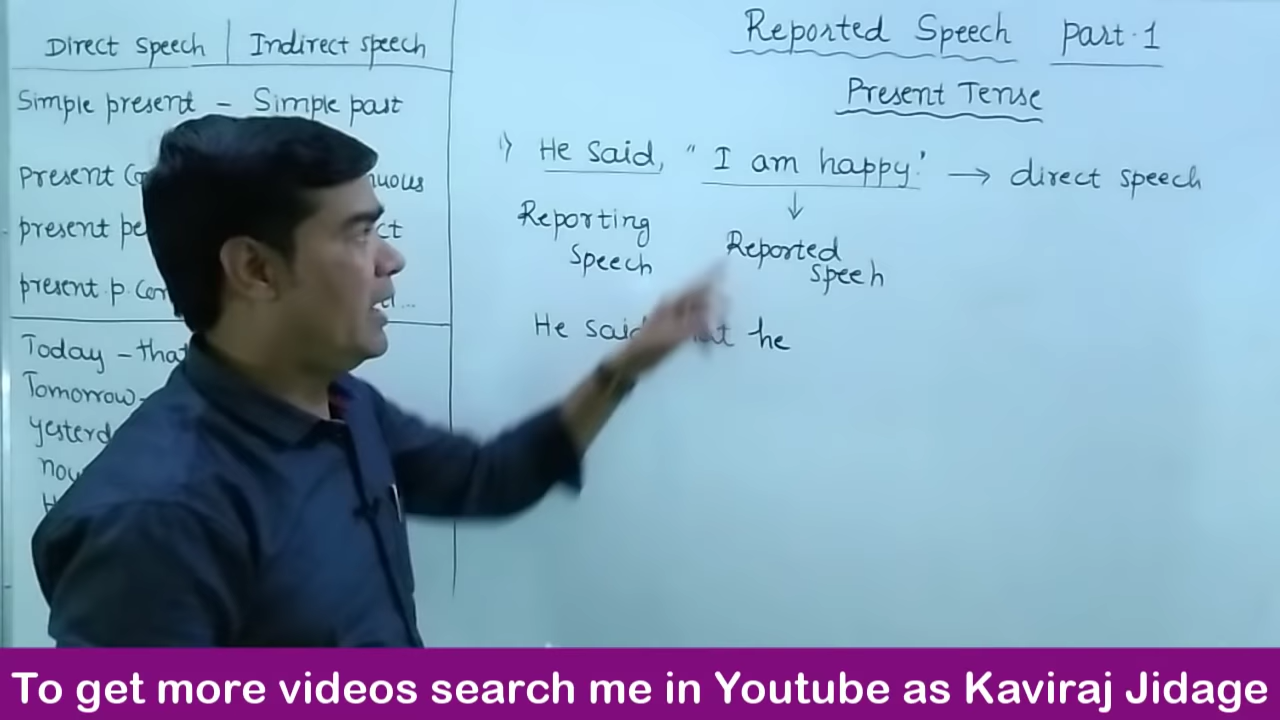 Direct Speech | Indirect speech
Simple present - Simple past
present
present
present p.
Today -
Tomorrow-
Reported Speech Part. 1
Present Tense
1) He said, " I am happy." → direct speech
Reporting Reported
Speech Speeh
He said he
To get more videos search me in Youtube as Kaviraj Jidage